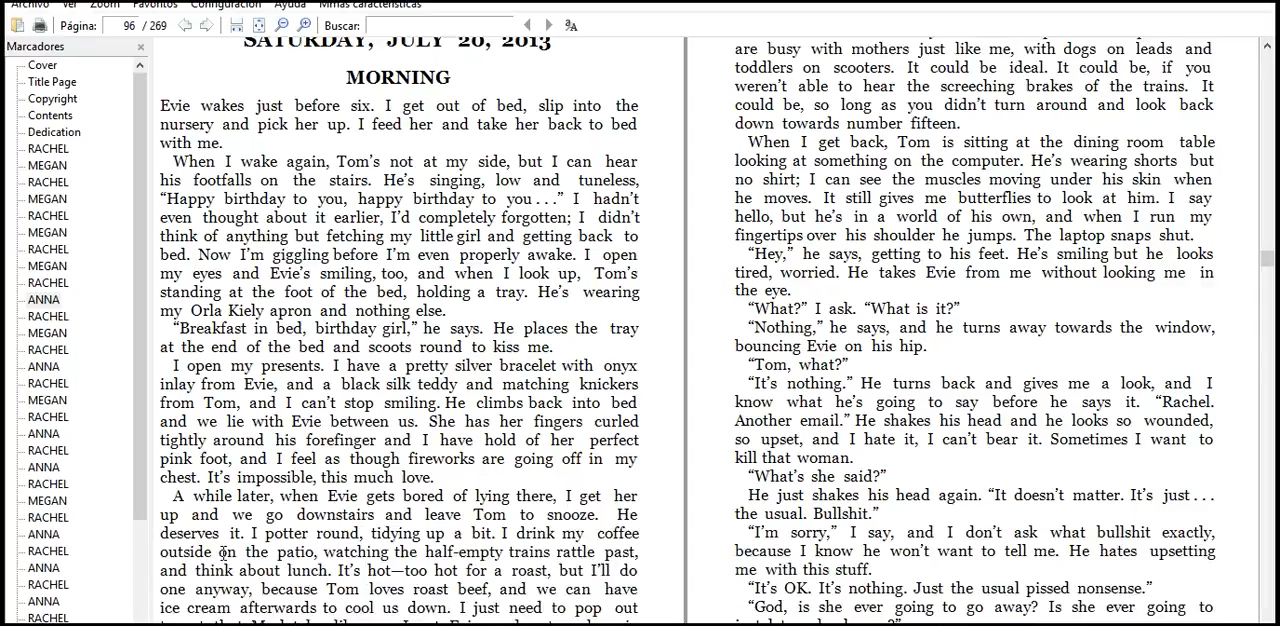 Archivo Ver Zoom Favoritos Configuración Ayuda Mínimas características
Página: 96 / 269 Buscar:
Marcadores
Cover
Title Page
Copyright
Contents
Dedication
RACHEL
MEGAN
RACHEL
MEGAN
RACHEL
MEGAN
RACHEL
MEGAN
RACHEL
ANNA
RACHEL
MEGAN
RACHEL
ANNA
RACHEL
MEGAN
RACHEL
ANNA
RACHEL
ANNA
RACHEL
MEGAN
RACHEL
ANNA
RACHEL
ANNA
RACHEL
ANNA
RACHEL
SATURDAY, JULY 20, 2013
MORNING
Evie wakes just before six. I get out of bed, slip into the
nursery and pick her up. I feed her and take her back to bed
with me.
When I wake again, Tom’s not at my side, but I can hear
his footfalls on the stairs. He’s singing, low and tuneless,
“Happy birthday to you, happy birthday to you . . .” I hadn’t
even thought about it earlier, I’d completely forgotten; I didn’t
think of anything but fetching my little girl and getting back to
bed. Now I’m giggling before I’m even properly awake. I open
my eyes and Evie’s smiling, too, and when I look up, Tom’s
standing at the foot of the bed, holding a tray. He’s wearing
my Orla Kiely apron and nothing else.
“Breakfast in bed, birthday girl,” he says. He places the tray
at the end of the bed and scoots round to kiss me.
I open my presents. I have a pretty silver bracelet with onyx
inlay from Evie, and a black silk teddy and matching knickers
from Tom, and I can’t stop smiling. He climbs back into bed
and we lie with Evie between us. She has her fingers curled
tightly around his forefinger and I have hold of her perfect
pink foot, and I feel as though fireworks are going off in my
chest. It’s impossible, this much love.
A while later, when Evie gets bored of lying there, I get her
up and we go downstairs and leave Tom to snooze. He
deserves it. I potter round, tidying up a bit. I drink my coffee
outside on the patio, watching the half-empty trains rattle past,
and think about lunch. It’s hot—too hot for a roast, but I’ll do
one anyway, because Tom loves roast beef, and we can have
ice cream afterwards to cool us down. I just need to pop out
are busy with mothers just like me, with dogs on leads and
toddlers on scooters. It could be ideal. It could be, if you
weren’t able to hear the screeching brakes of the trains. It
could be, so long as you didn’t turn around and look back
down towards number fifteen.
When I get back, Tom is sitting at the dining room table
looking at something on the computer. He’s wearing shorts but
no shirt; I can see the muscles moving under his skin when
he moves. It still gives me butterflies to look at him. I say
hello, but he’s in a world of his own, and when I run my
fingertips over his shoulder he jumps. The laptop snaps shut.
“Hey,” he says, getting to his feet. He’s smiling but he looks
tired, worried. He takes Evie from me without looking me in
the eye.
“What?” I ask. “What is it?”
“Nothing,” he says, and he turns away towards the window,
bouncing Evie on his hip.
“Tom, what?”
“It’s nothing.” He turns back and gives me a look, and I
know what he’s going to say before he says it. “Rachel.
Another email.” He shakes his head and he looks so wounded,
so upset, and I hate it, I can’t bear it. Sometimes I want to
kill that woman.
“What’s she said?”
He just shakes his head again. “It doesn’t matter. It’s just . . .
the usual. Bullshit.”
“I’m sorry,” I say, and I don’t ask what bullshit exactly,
because I know he won’t want to tell me. He hates upsetting
me with this stuff.
“It’s OK. It’s nothing. Just the usual pissed nonsense.”
“God, is she ever going to go away? Is she ever going to